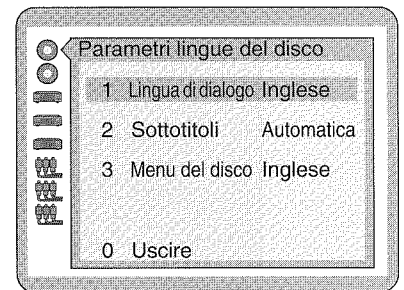 Parametri lingue del disco
1 Lingua di dialogo Inglese
2 Sottotitoli Automatica
3 Menu del disco Inglese
0 Uscire